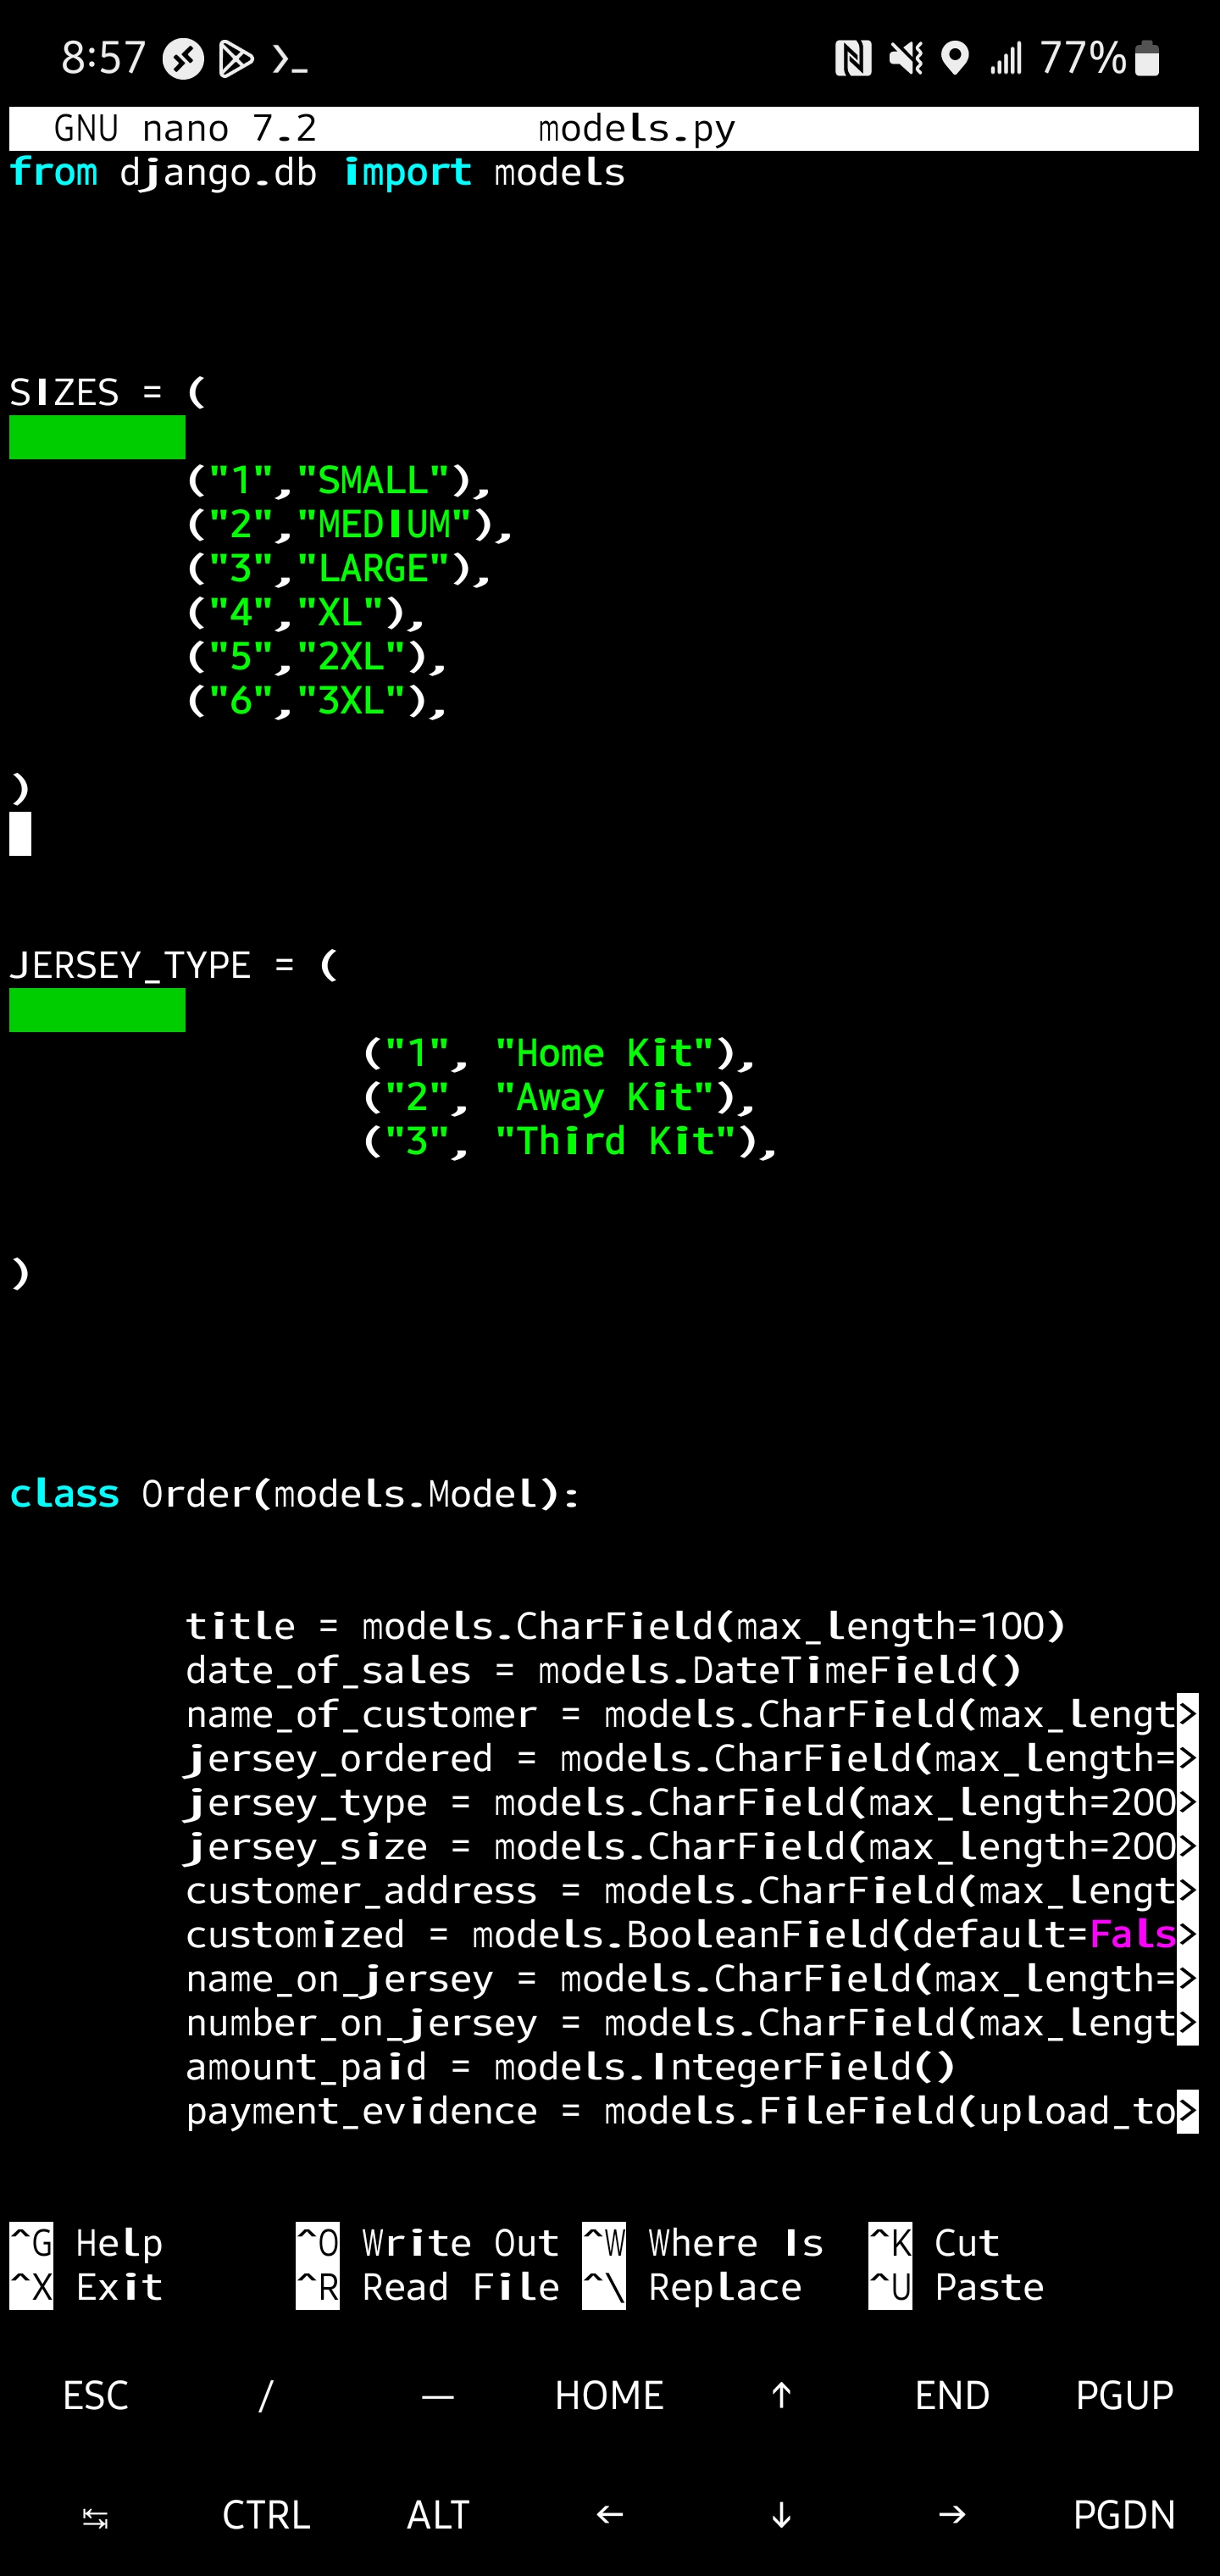 8:57 77%
GNU nano 7.2 models.py
from django.db import models
SIZES = (
("1","SMALL"),
("2","MEDIUM"),
("3","LARGE"),
("4","XL"),
("5","2XL"),
("6","3XL"),
)
JERSEY_TYPE = (
("1", "Home Kit"),
("2", "Away Kit"),
("3", "Third Kit"),
)
class Order(models.Model):
title = models.CharField(max_length=100)
date_of_sales = models.DateTimeField()
name_of_customer = models.CharField(max_lengt>
jersey_ordered = models.CharField(max_length=>
jersey_type = models.CharField(max_length=200>
jersey_size = models.CharField(max_length=200>
customer_address = models.CharField(max_lengt>
customized = models.BooleanField(default=Fals>
name_on_jersey = models.CharField(max_length=>
number_on_jersey = models.CharField(max_lengt>
amount_paid = models.IntegerField()
payment_evidence = models.FileField(upload_to>
^G Help ^O Write Out ^W Where Is ^K Cut
^X Exit ^R Read File ^\ Replace ^U Paste
ESC / — HOME ↑ END PGUP
↹ CTRL ALT ← ↓ → PGDN